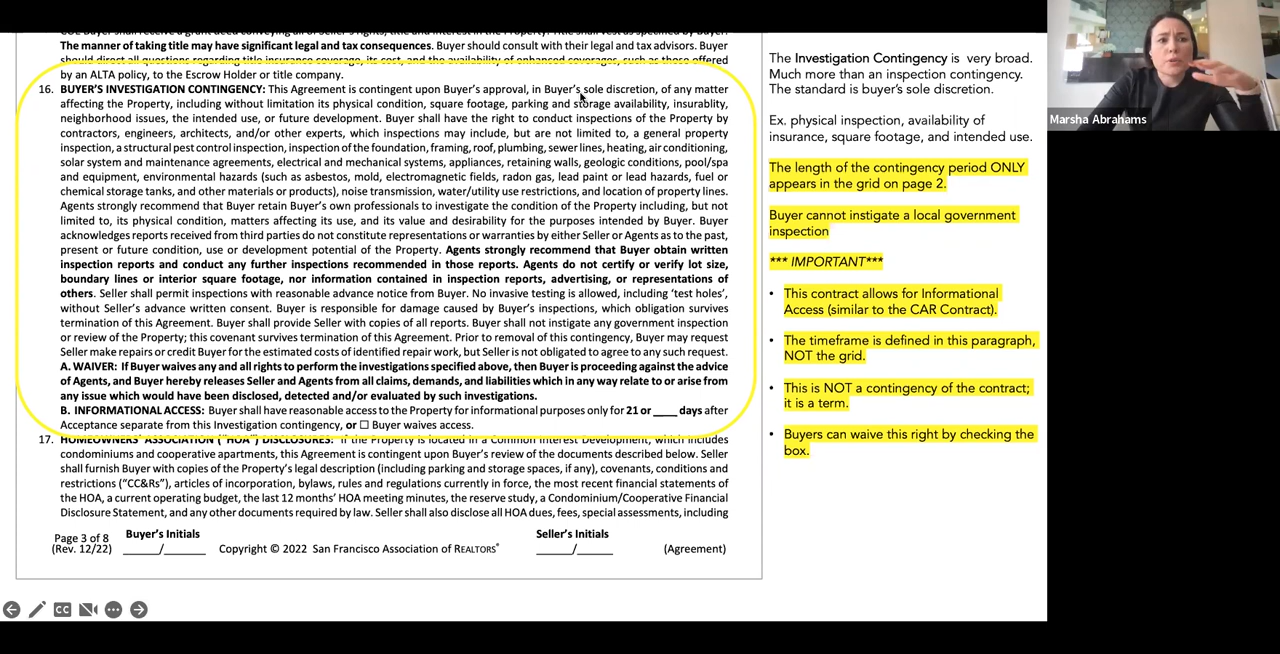 COE Buyer shall receive a grant deed conveying all of Seller's rights, title and interest in the Property. Title shall vest as specified by Buyer.
The manner of taking title may have significant legal and tax consequences. Buyer should consult with their legal and tax advisors. Buyer
should direct all questions regarding title insurance coverage, its cost, and the availability of enhanced coverages, such as those offered
by an ALTA policy, to the Escrow Holder or title company.
16. BUYER'S INVESTIGATION CONTINGENCY: This Agreement is contingent upon Buyer's approval, in Buyer's sole discretion, of any matter
affecting the Property, including without limitation its physical condition, square footage, parking and storage availability, insurablity,
neighborhood issues, the intended use, or future development. Buyer shall have the right to conduct inspections of the Property by
contractors, engineers, architects, and/or other experts, which inspections may include, but are not limited to, a general property
inspection, a structural pest control inspection, inspection of the foundation, framing, roof, plumbing, sewer lines, heating, air conditioning,
solar system and maintenance agreements, electrical and mechanical systems, appliances, retaining walls, geologic conditions, pool/spa
and equipment, environmental hazards (such as asbestos, mold, electromagnetic fields, radon gas, lead paint or lead hazards, fuel or
chemical storage tanks, and other materials or products), noise transmission, water/utility use restrictions, and location of property lines.
Agents strongly recommend that Buyer retain Buyer's own professionals to investigate the condition of the Property including, but not
limited to, its physical condition, matters affecting its use, and its value and desirability for the purposes intended by Buyer. Buyer
acknowledges reports received from third parties do not constitute representations or warranties by either Seller or Agents as to the past,
present or future condition, use or development potential of the Property. Agents strongly recommend that Buyer obtain written
inspection reports and conduct any further inspections recommended in those reports. Agents do not certify or verify lot size,
boundary lines or interior square footage, nor information contained in inspection reports, advertising, or representations of
others. Seller shall permit inspections with reasonable advance notice from Buyer. No invasive testing is allowed, including 'test holes',
without Seller's advance written consent. Buyer is responsible for damage caused by Buyer's inspections, which obligation survives
termination of this Agreement. Buyer shall provide Seller with copies of all reports. Buyer shall not instigate any government inspection
or review of the Property; this covenant survives termination of this Agreement. Prior to removal of this contingency, Buyer may request
Seller make repairs or credit Buyer for the estimated costs of identified repair work, but Seller is not obligated to agree to any such request.
A. WAIVER: If Buyer waives any and all rights to perform the investigations specified above, then Buyer is proceeding against the advice
of Agents, and Buyer hereby releases Seller and Agents from all claims, demands, and liabilities which in any way relate to or arise from
any issue which would have been disclosed, detected and/or evaluated by such investigations.
B. INFORMATIONAL ACCESS: Buyer shall have reasonable access to the Property for informational purposes only for 21 or ____ days after
Acceptance separate from this Investigation contingency, or ☐ Buyer waives access.
17. HOMEOWNERS' ASSOCIATION ("HOA") DISCLOSURES: If the Property is located in a Common Interest Development, which includes
condominiums and cooperative apartments, this Agreement is contingent upon Buyer's review of the documents described below. Seller
shall furnish Buyer with copies of the Property's legal description (including parking and storage spaces, if any), covenants, conditions and
restrictions ("CC&Rs"), articles of incorporation, bylaws, rules and regulations currently in force, the most recent financial statements of
the HOA, a current operating budget, the last 12 months' HOA meeting minutes, the reserve study, a Condominium/Cooperative Financial
Disclosure Statement, and any other documents required by law. Seller shall also disclose all HOA dues, fees, special assessments, including
Page 3 of 8
(Rev. 12/22)
Buyer's Initials
______/______
Copyright © 2022 San Francisco Association of REALTORS®
Seller's Initials
______/______
(Agreement)
CC
The Investigation Contingency is very broad.
Much more than an inspection contingency.
The standard is buyer's sole discretion.
Ex. physical inspection, availability of
insurance, square footage, and intended use.
The length of the contingency period ONLY
appears in the grid on page 2.
Buyer cannot instigate a local government
inspection
*** IMPORTANT***
• This contract allows for Informational
Access (similar to the CAR Contract).
• The timeframe is defined in this paragraph,
NOT the grid.
• This is NOT a contingency of the contract;
it is a term.
• Buyers can waive this right by checking the
box.
Marsha Abrahams